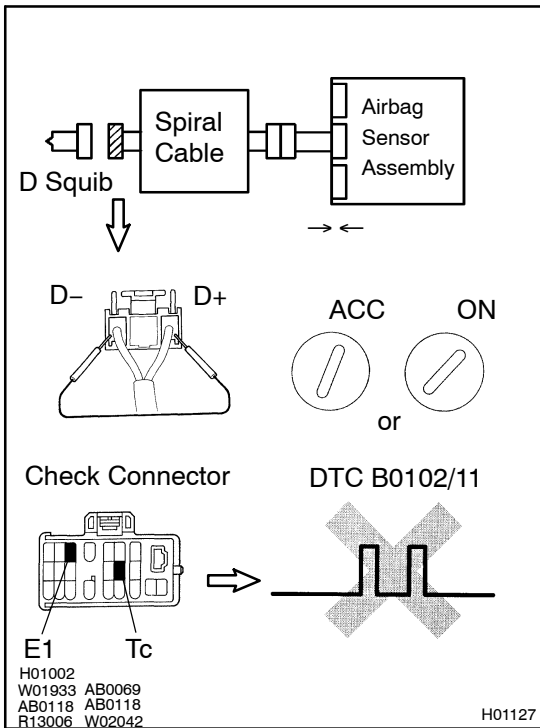 Spiral
Cable
Airbag
Sensor
Assembly
D Squib
D− D+
ACC ON
or
Check Connector DTC B0102/11
E1 Tc
H01002
W01933 AB0069
AB0118 AB0118
R13006 W02042
H01127